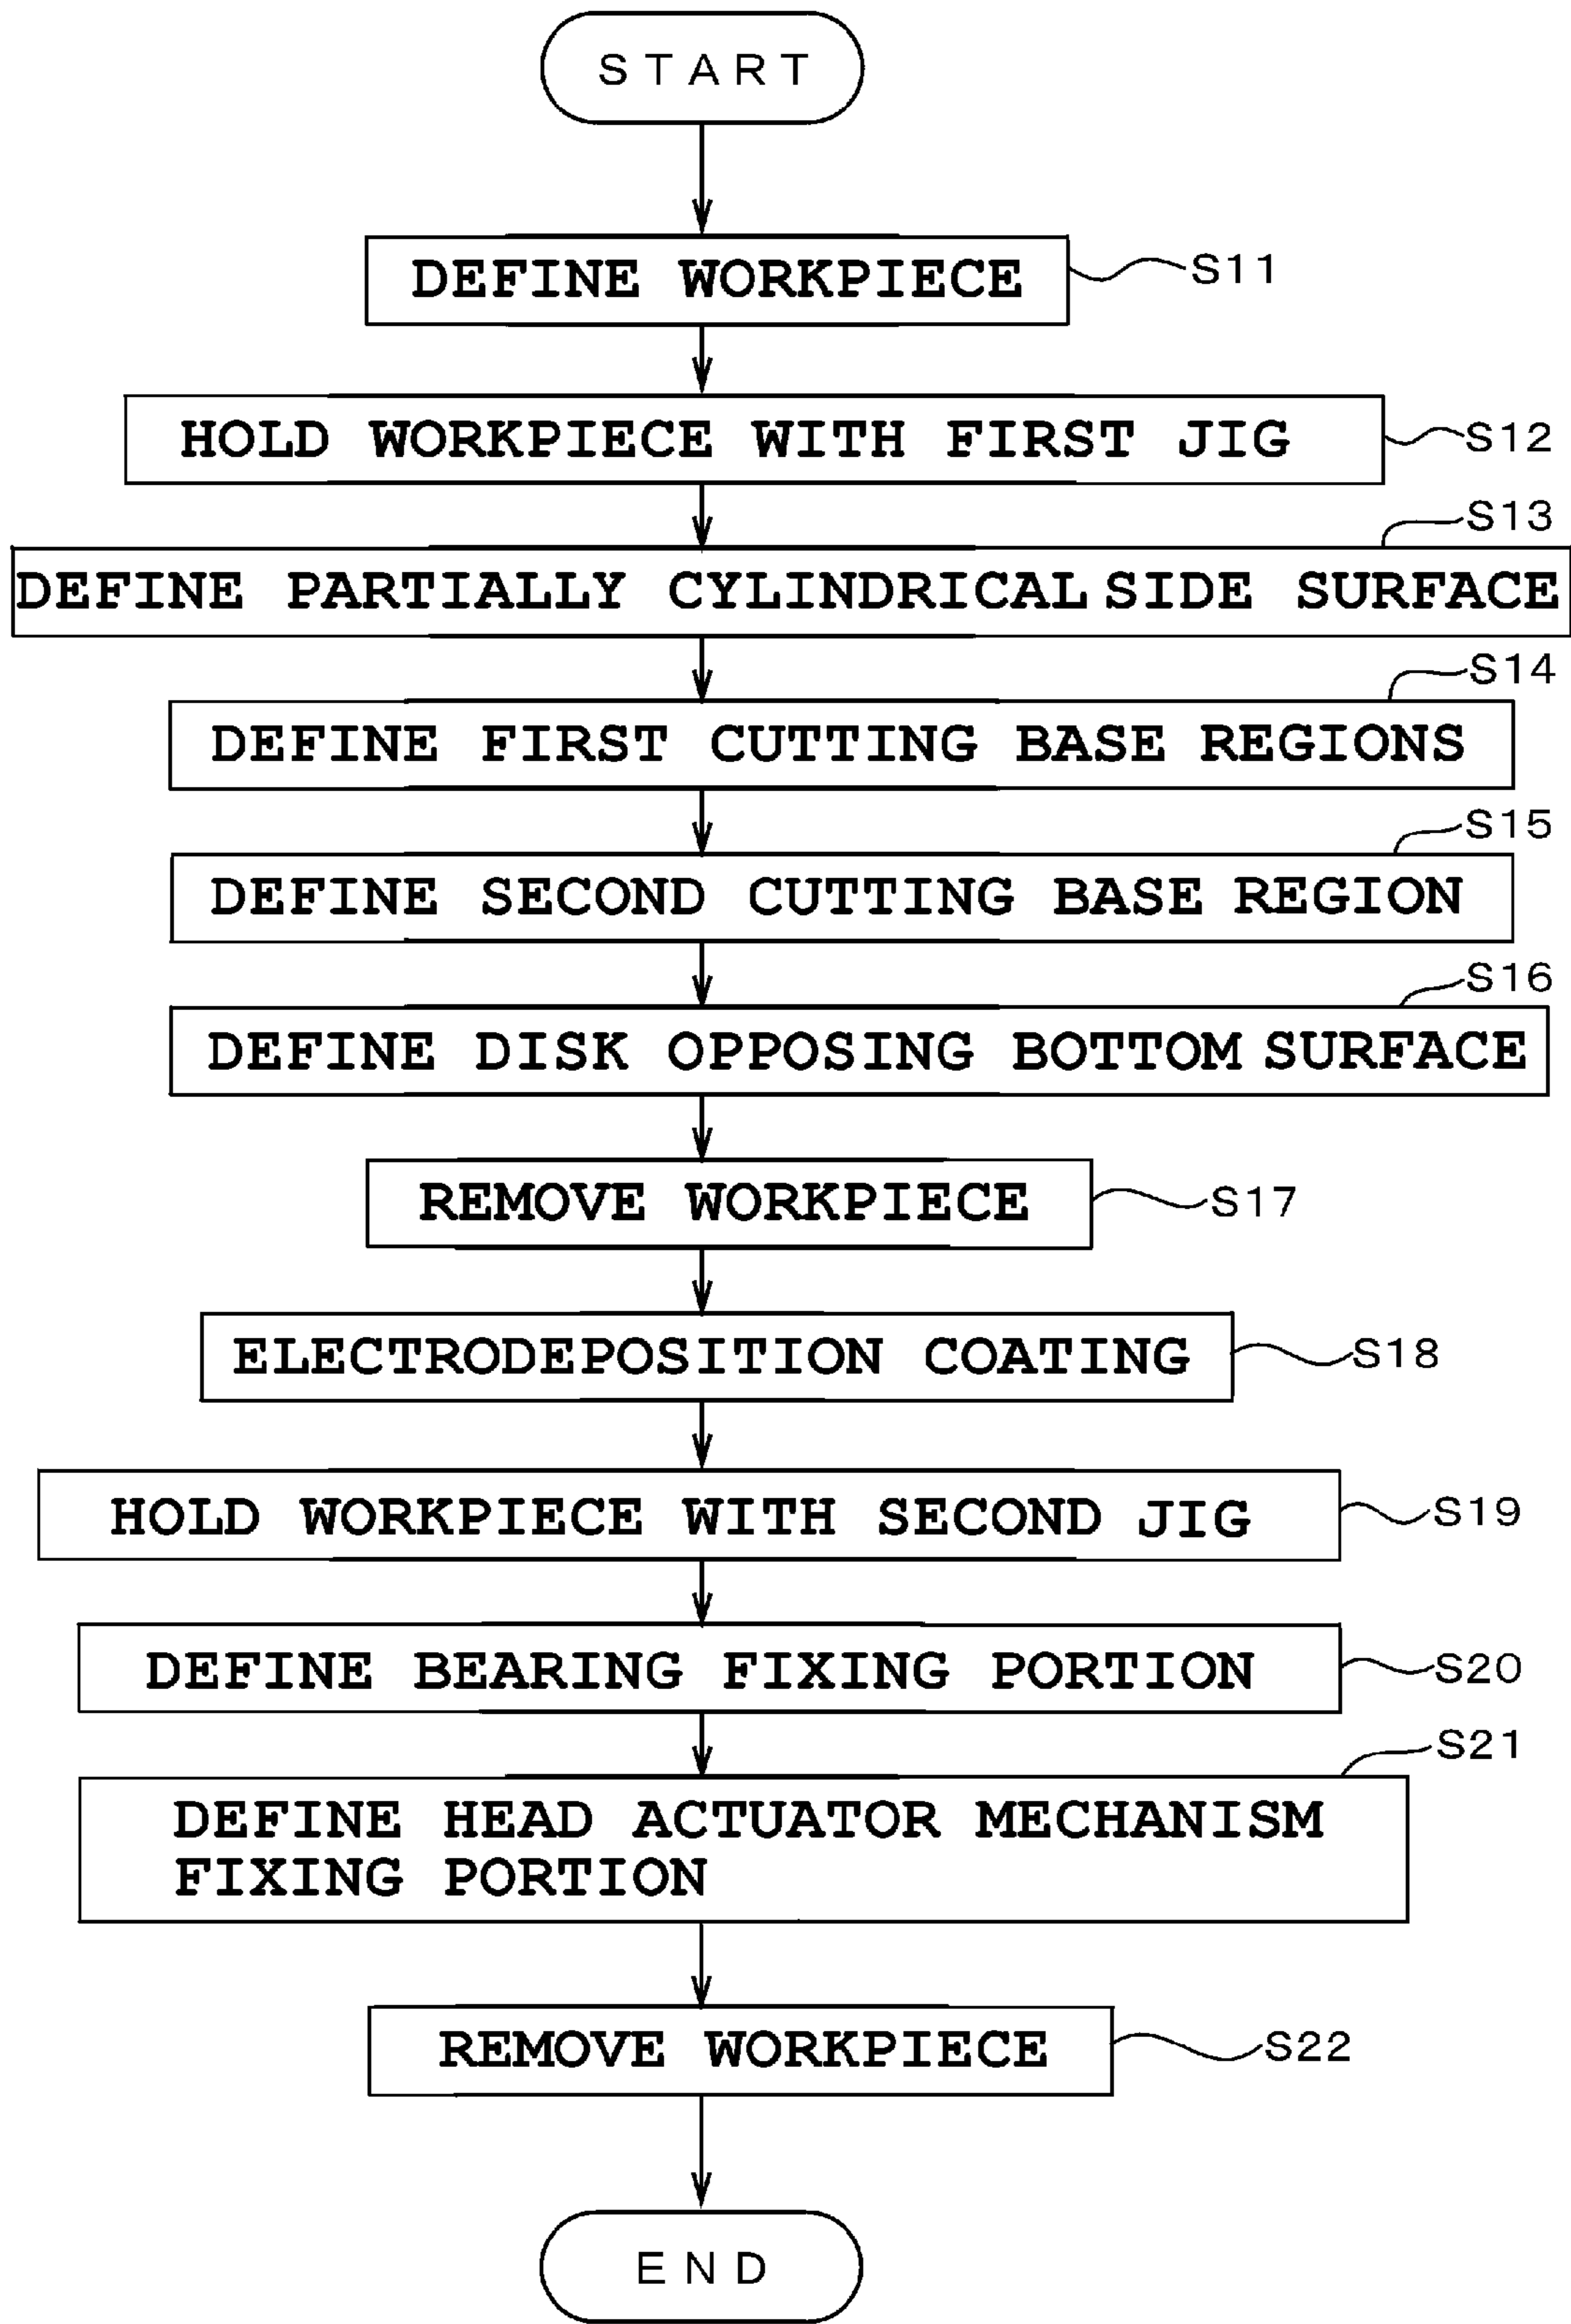 START
DEFINE WORKPIECE
S11
HOLD WORKPIECE WITH FIRST JIG
S12
S13
DEFINE PARTIALLY CYLINDRICAL SIDE SURFACE
S14
DEFINE FIRST CUTTING BASE REGIONS
S15
DEFINE SECOND CUTTING BASE REGION
S16
DEFINE DISK OPPOSING BOTTOM SURFACE
REMOVE WORKPIECE
S17
ELECTRODEPOSITION COATING
S18
HOLD WORKPIECE WITH SECOND JIG
S19
DEFINE BEARING FIXING PORTION
S20
S21
DEFINE HEAD ACTUATOR MECHANISM
FIXING PORTION
REMOVE WORKPIECE
S22
END